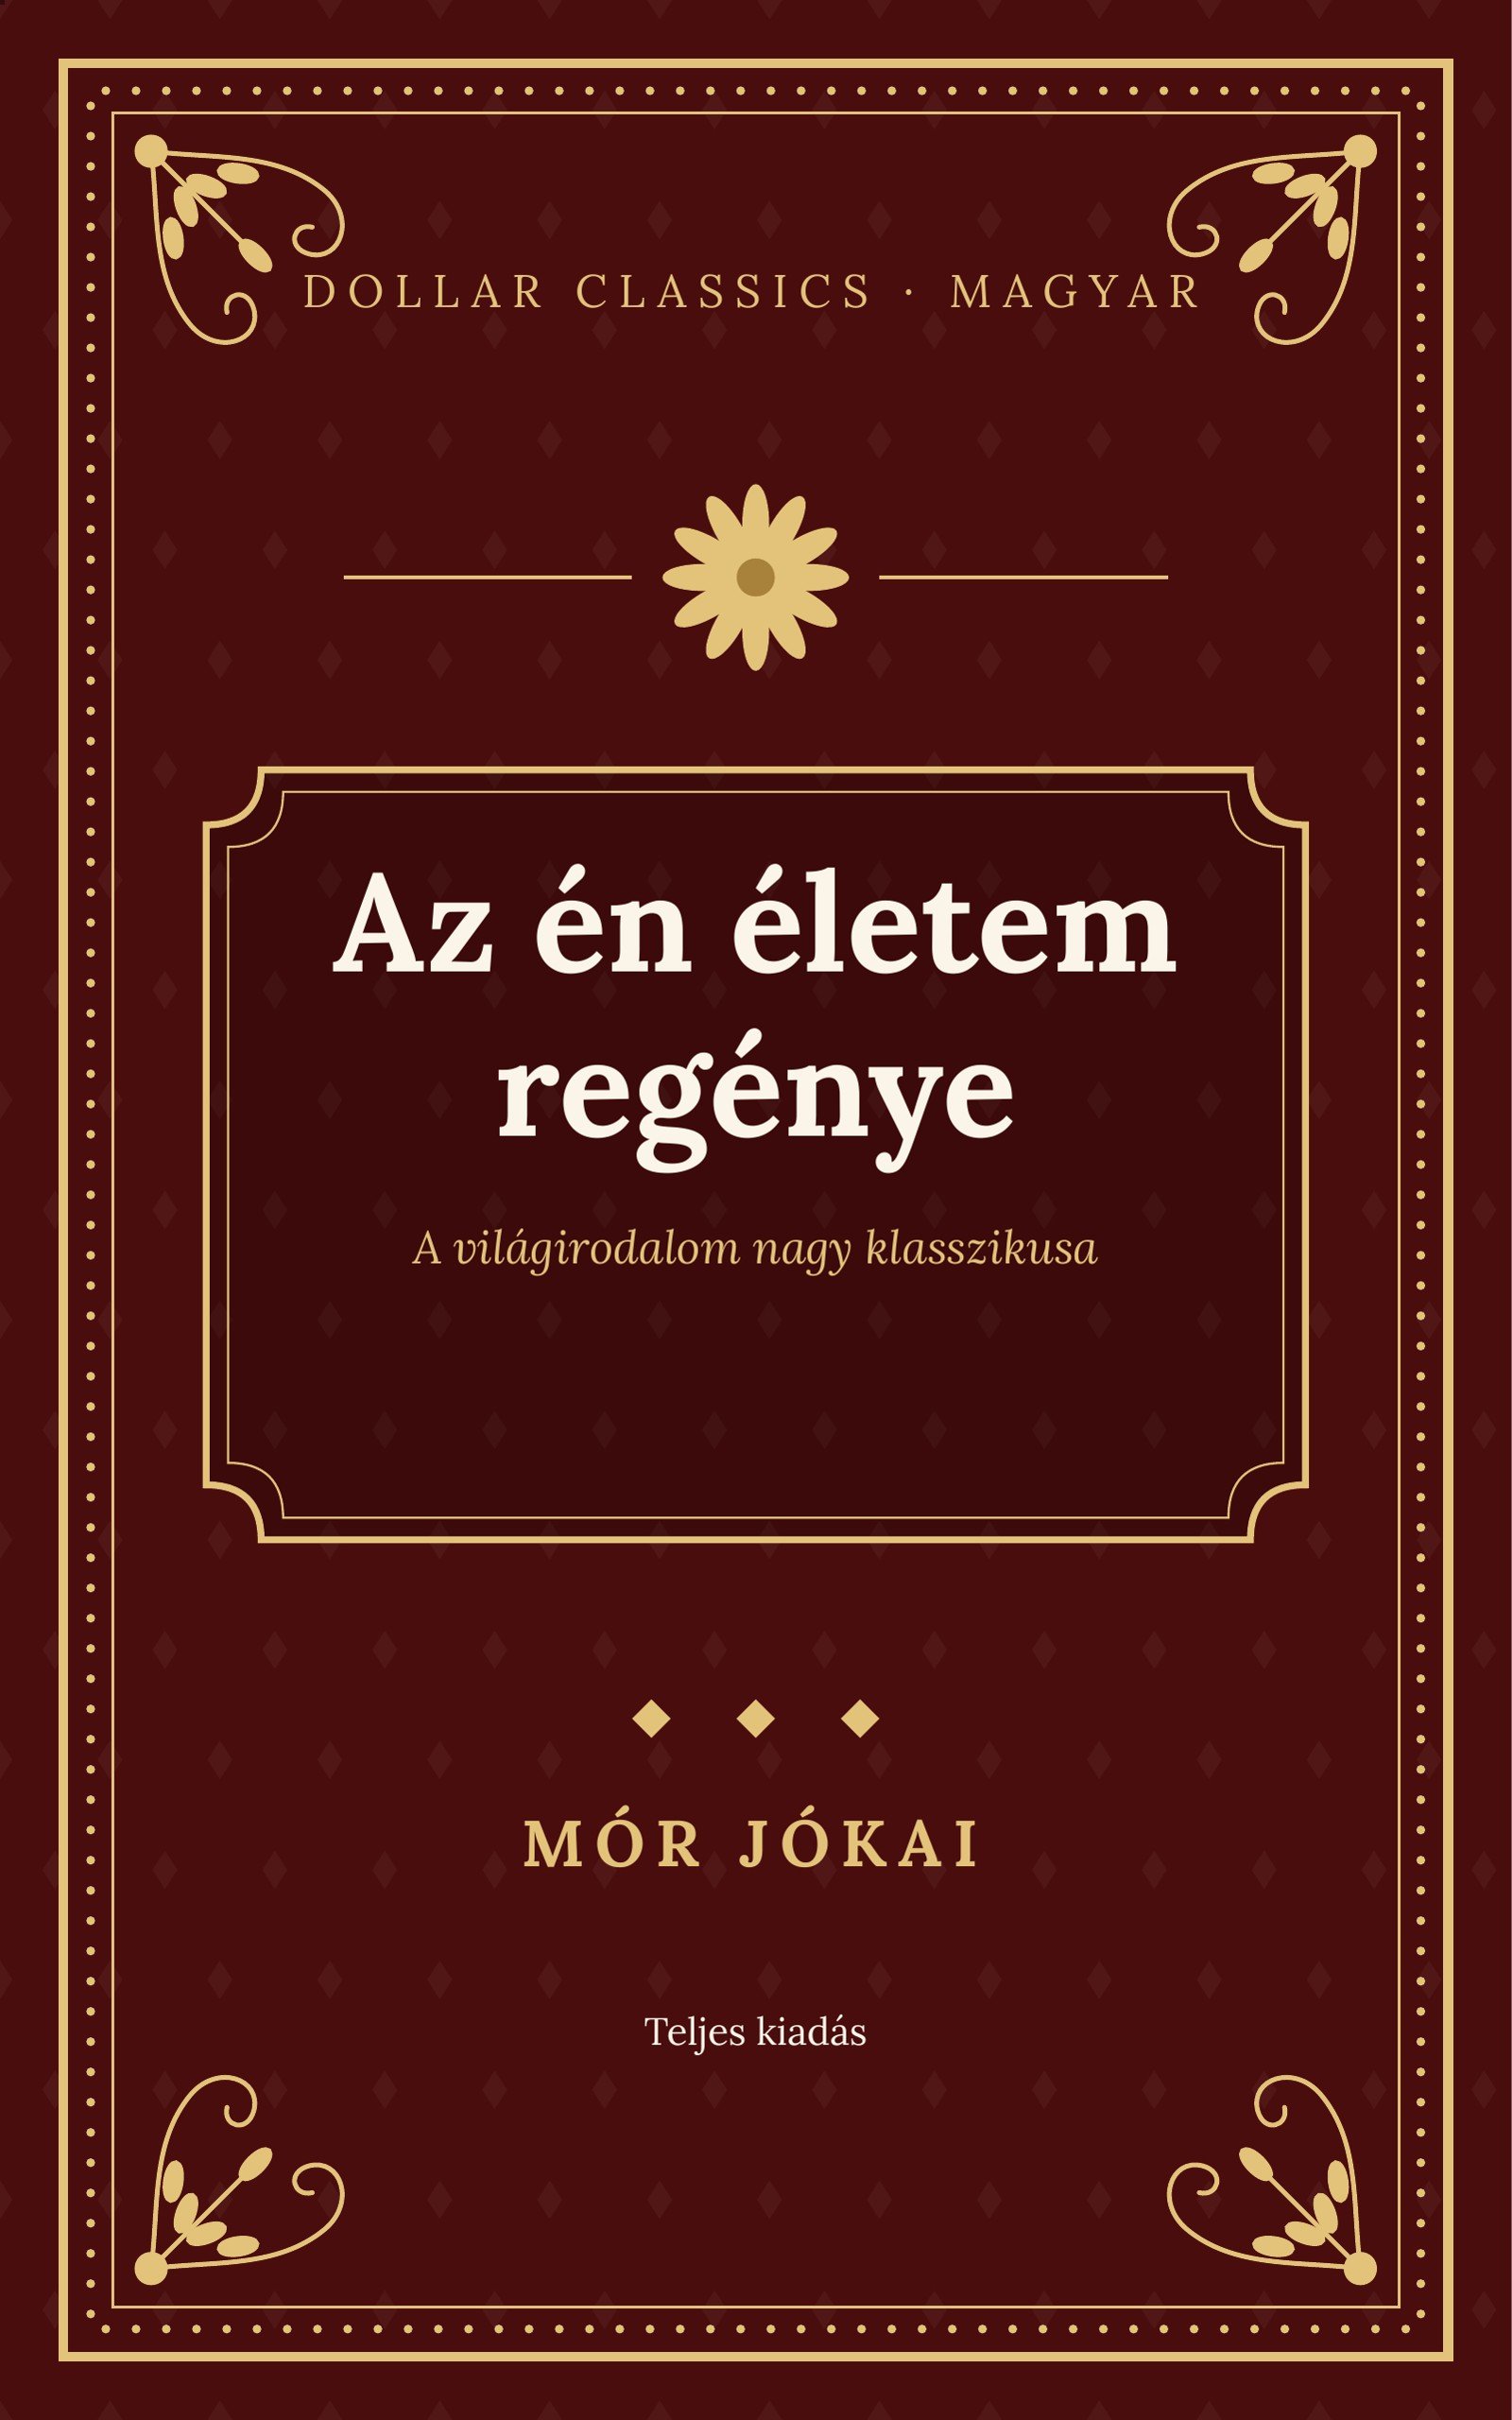 DOLLAR CLASSICS · MAGYAR
Az én életem
regénye
A világirodalom nagy klasszikusa
MÓR JÓKAI
Teljes kiadás